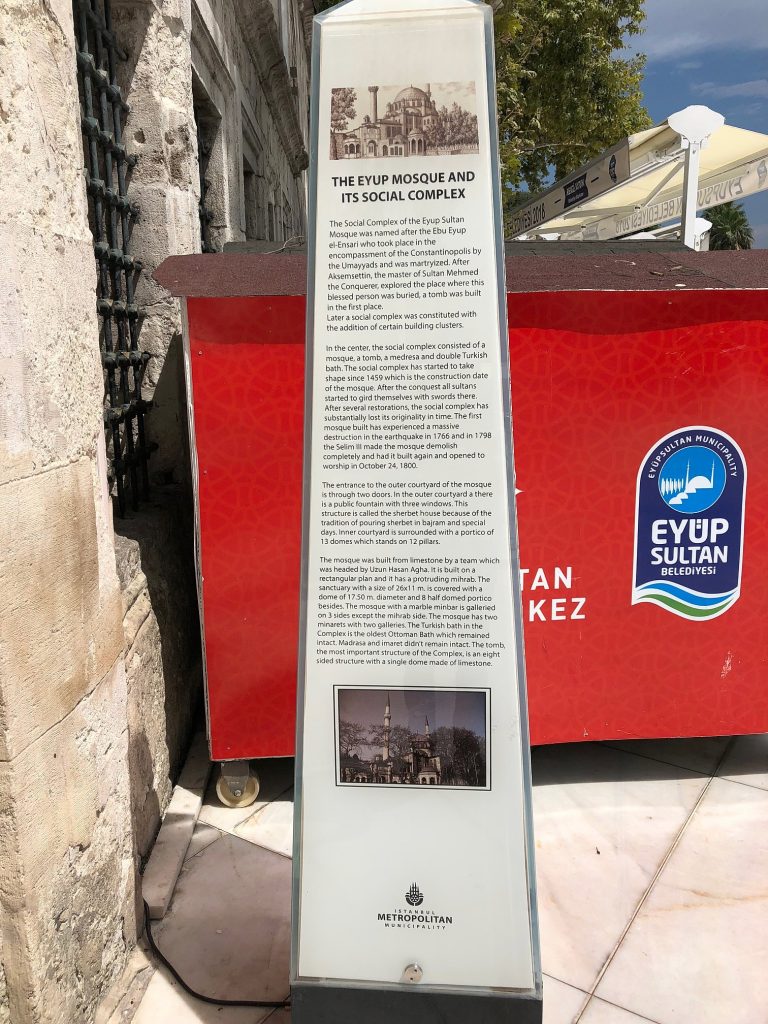 THE EYUP MOSQUE AND
ITS SOCIAL COMPLEX
The Social Complex of the Eyup Sultan
Mosque was named after the Ebu Eyup
el-Ensari who took place in the
encompassment of the Constantinopolis by
the Umayyads and was martryized. After
Aksemsettin, the master of Sultan Mehmed
the Conquerer, explored the place where this
blessed person was buried, a tomb was built
in the first place.
Later a social complex was constituted with
the addition of certain building clusters.
In the center, the social complex consisted of a
mosque, a tomb, a medresa and double Turkish
bath. The social complex has started to take
shape since 1459 which is the construction date
of the mosque. After the conquest all sultans
started to gird themselves with swords there.
After several restorations, the social complex has
substantially lost its originality in time. The first
mosque built has experienced a massive
destruction in the earthquake in 1766 and in 1798
the Selim III made the mosque demolish
completely and had it built again and opened to
worship in October 24, 1800.
The entrance to the outer courtyard of the mosque
is through two doors. In the outer courtyard a there
is a public fountain with three windows. This
structure is called the sherbet house because of the
tradition of pouring sherbet in bajram and special
days. Inner courtyard is surrounded with a portico of
13 domes which stands on 12 pillars.
The mosque was built from limestone by a team which
was headed by Uzun Hasan Agha. It is built on a
rectangular plan and it has a protruding mihrab. The
sanctuary with a size of 26x11 m. is covered with a
dome of 17.50 m. diameter and 8 half domed portico
besides. The mosque with a marble minbar is galleried
on 3 sides except the mihrab side. The mosque has two
minarets with two galleries. The Turkish bath in the
Complex is the oldest Ottoman Bath which remained
intact. Madrasa and imaret didn't remain intact. The tomb,
the most important structure of the Complex, is an eight
sided structure with a single dome made of limestone.
ISTANBUL
METROPOLITAN
MUNICIPALITY
EYÜPSULTAN MUNICIPALITY
EYÜP
SULTAN
BELEDİYESİ
TAN
KEZ
2018
EYÜPSULTAN BELEDİYESİ 2018